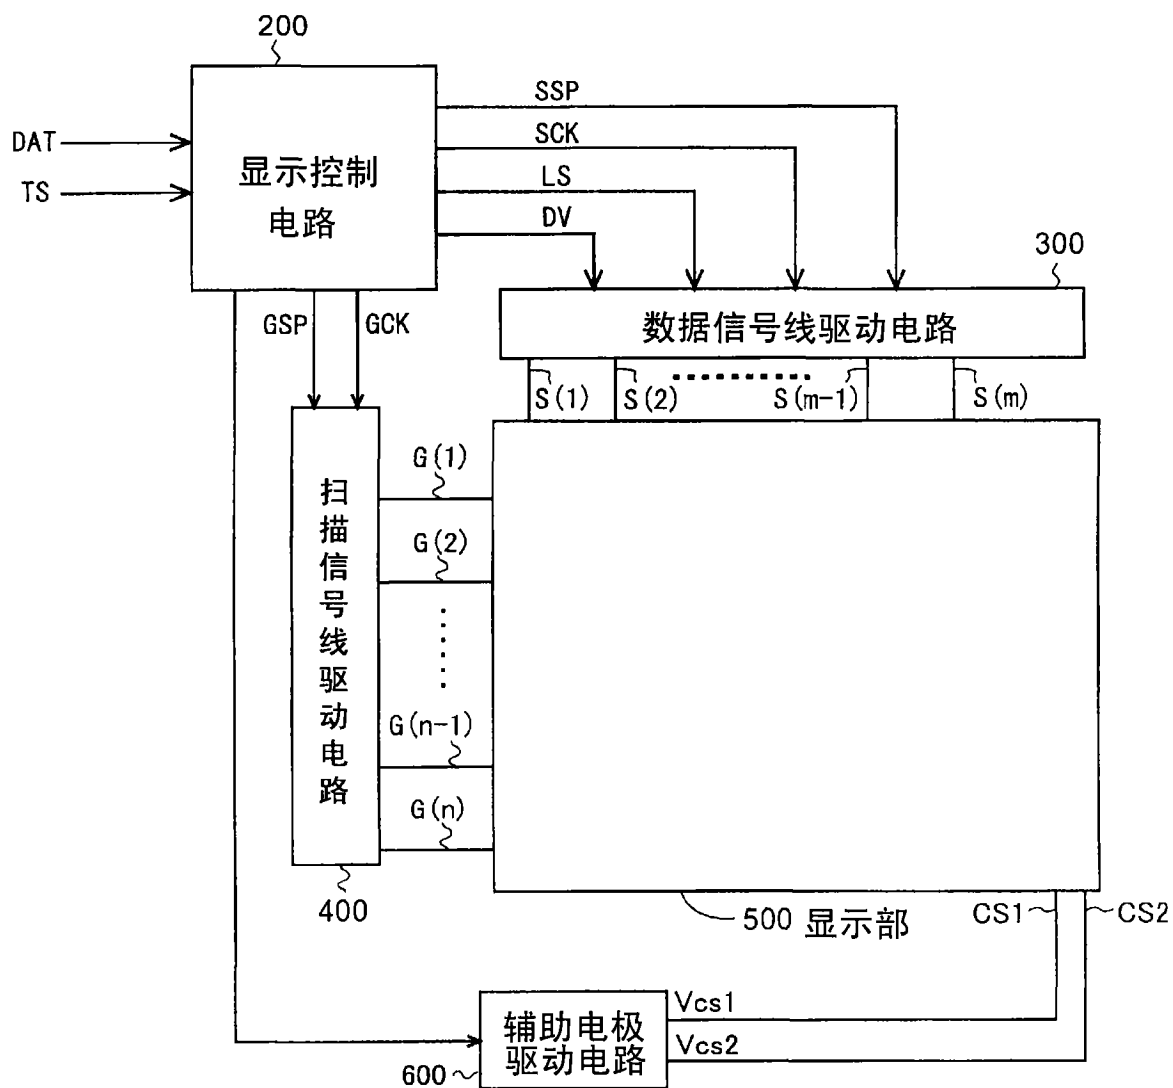 200
SSP
SCK
LS
DV
DAT
TS
显示控制
电路
300
数据信号线驱动电路
GSP
GCK
S(1)
S(2)
S(m-1)
S(m)
G(1)
G(2)
G(n-1)
G(n)
扫描信号线驱动电路
400
500 显示部
CS1
CS2
Vcs1
Vcs2
辅助电极
驱动电路
600